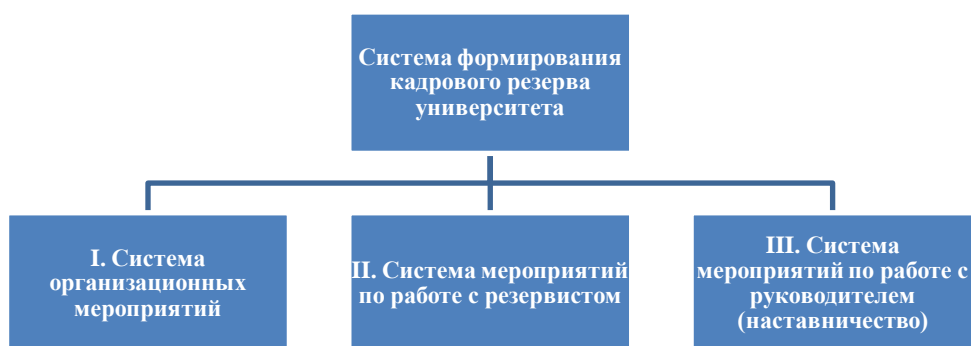 Система формирования
кадрового резерва
университета
I. Система
организационных
мероприятий
II. Система мероприятий
по работе с резервистом
III. Система
мероприятий по работе с
руководителем
(наставничество)